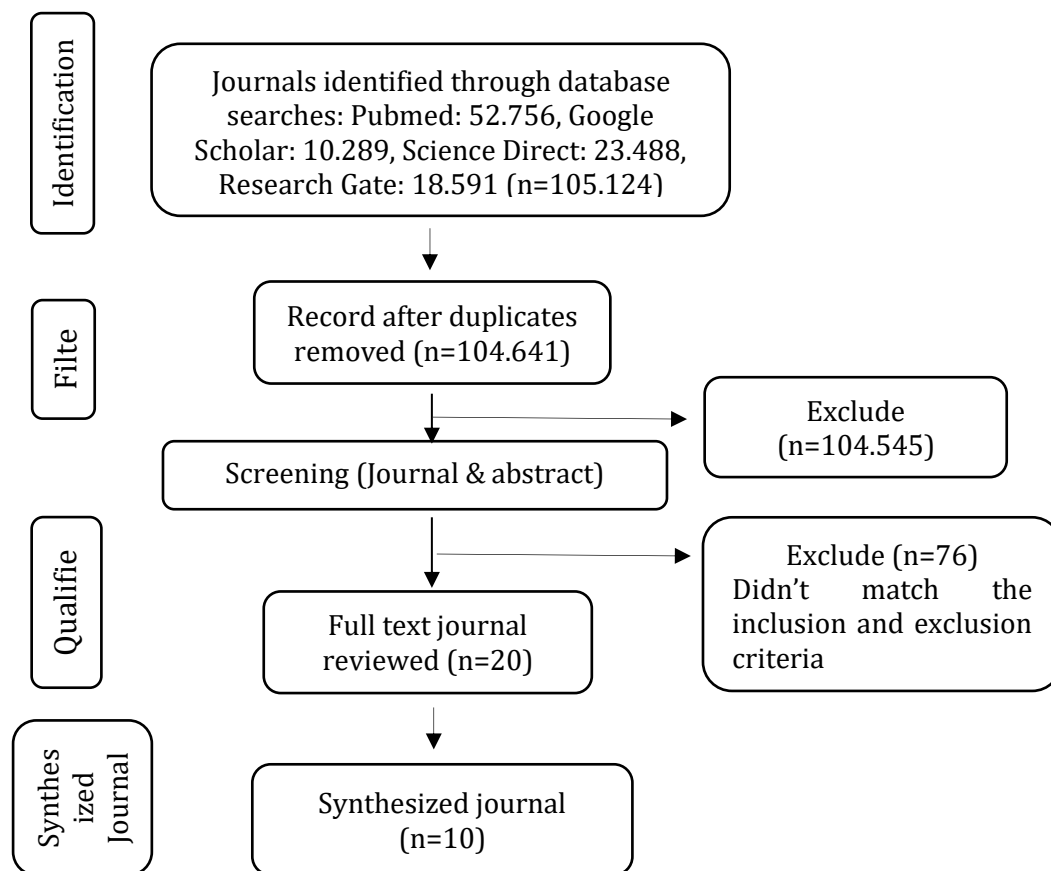 Identification
Journals identified through database
searches: Pubmed: 52.756, Google
Scholar: 10.289, Science Direct: 23.488,
Research Gate: 18.591 (n=105.124)
Filte
Record after duplicates
removed (n=104.641)
Exclude
(n=104.545)
Screening (Journal & abstract)
Qualifie
Exclude (n=76)
Didn’t match the
inclusion and exclusion
criteria
Full text journal
reviewed (n=20)
Synthes
ized
Journal
Synthesized journal
(n=10)